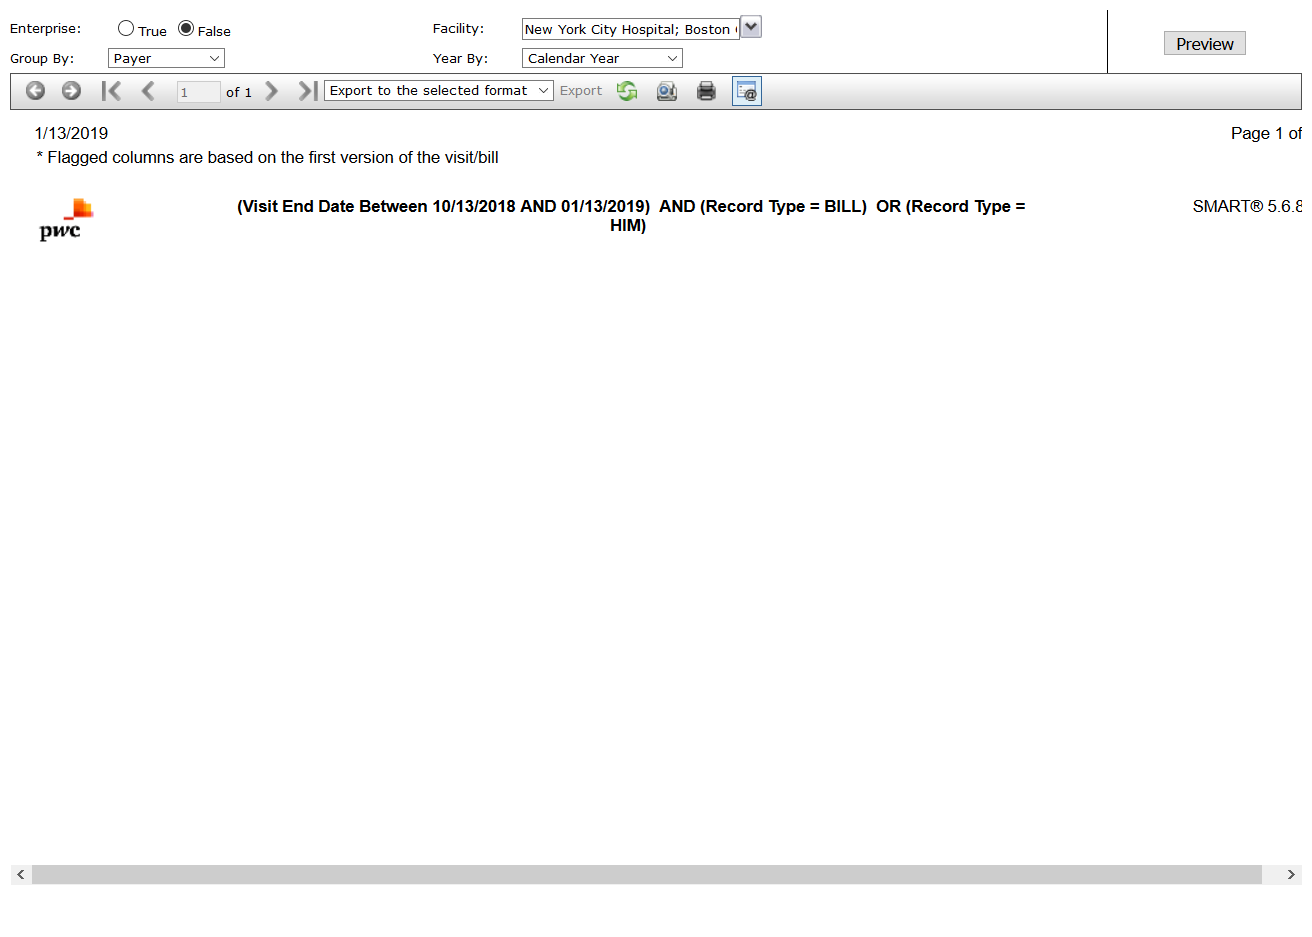 Enterprise: True False Facility: New York City Hospital; Boston
Group By: Payer Year By: Calendar Year
Preview
1 of 1 Export to the selected format Export
1/13/2019 Page 1 of
* Flagged columns are based on the first version of the visit/bill
pwc
(Visit End Date Between 10/13/2018 AND 01/13/2019) AND (Record Type = BILL) OR (Record Type =
HIM)
SMART® 5.6.8